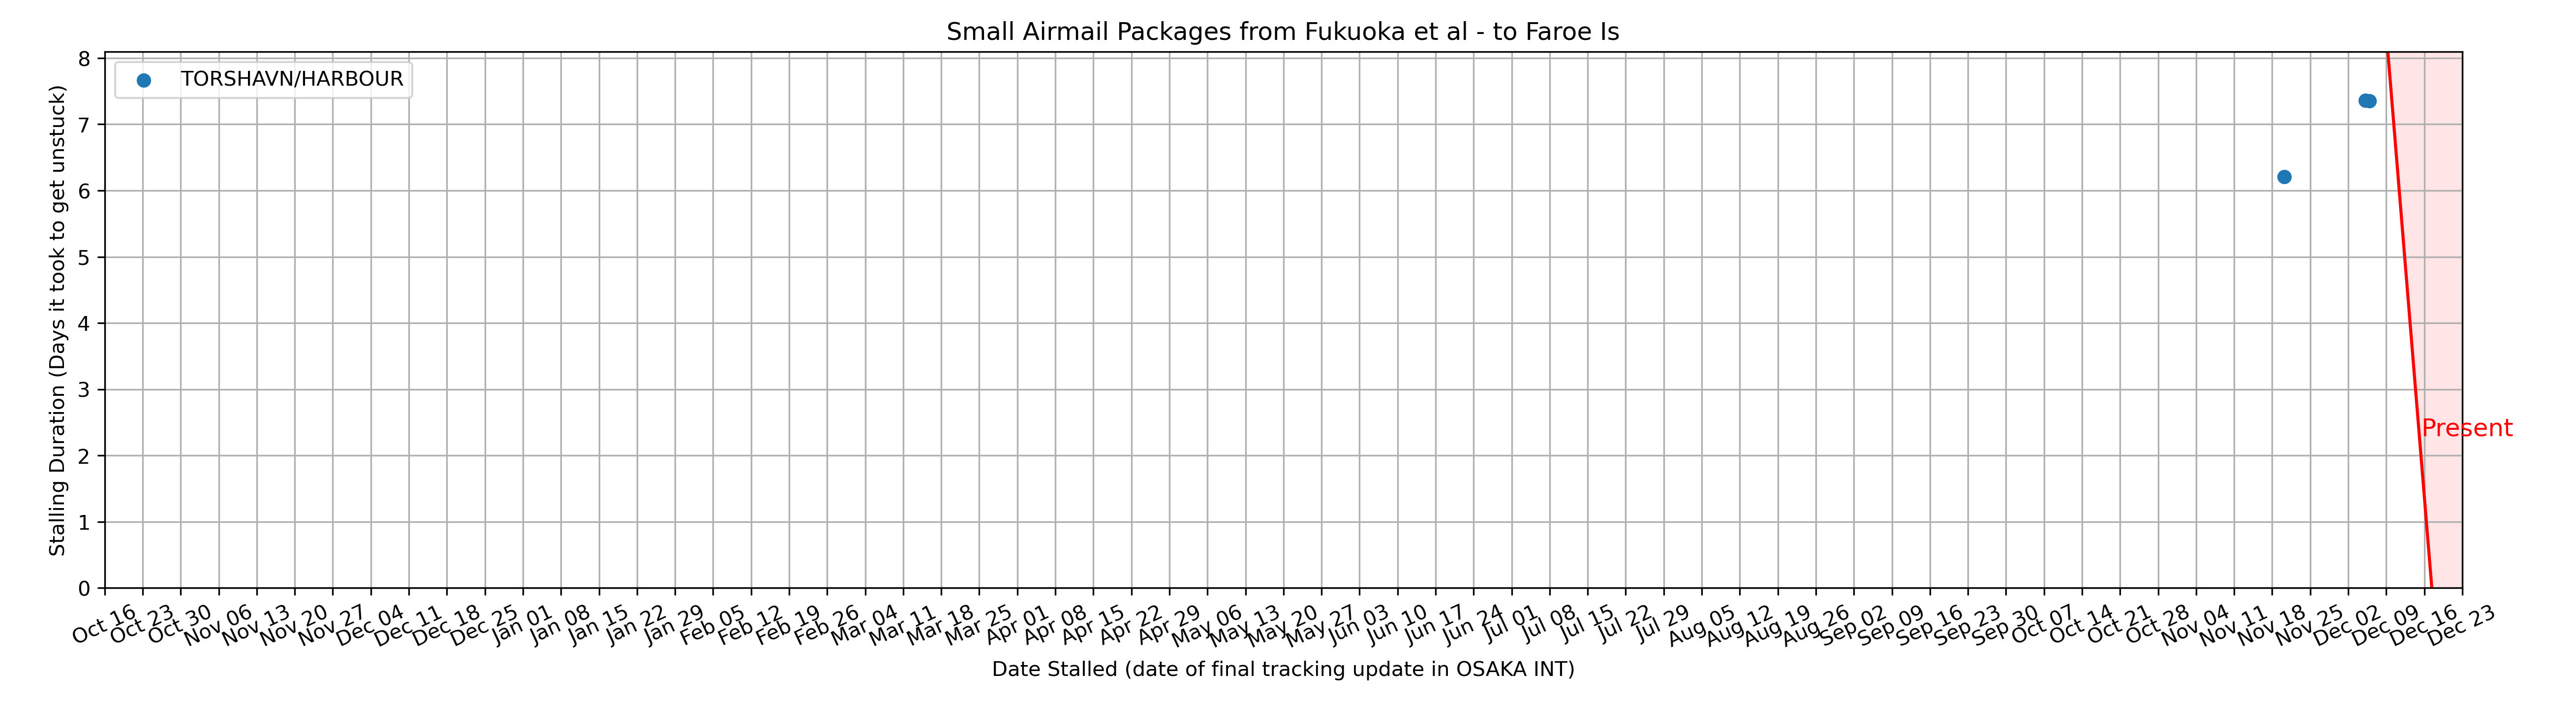 Small Airmail Packages from Fukuoka et al - to Faroe Is
TORSHAVN/HARBOUR
Stalling Duration (Days it took to get unstuck)
8
7
6
5
4
3
2
1
0
Present
Oct 16
Oct 23
Oct 30
Nov 06
Nov 13
Nov 20
Nov 27
Dec 04
Dec 11
Dec 18
Dec 25
Jan 01
Jan 08
Jan 15
Jan 22
Jan 29
Feb 05
Feb 12
Feb 19
Feb 26
Mar 04
Mar 11
Mar 18
Mar 25
Apr 01
Apr 08
Apr 15
Apr 22
Apr 29
May 06
May 13
May 20
May 27
Jun 03
Jun 10
Jun 17
Jun 24
Jul 01
Jul 08
Jul 15
Jul 22
Jul 29
Aug 05
Aug 12
Aug 19
Aug 26
Sep 02
Sep 09
Sep 16
Sep 23
Sep 30
Oct 07
Oct 14
Oct 21
Oct 28
Nov 04
Nov 11
Nov 18
Nov 25
Dec 02
Dec 09
Dec 16
Dec 23
Date Stalled (date of final tracking update in OSAKA INT)